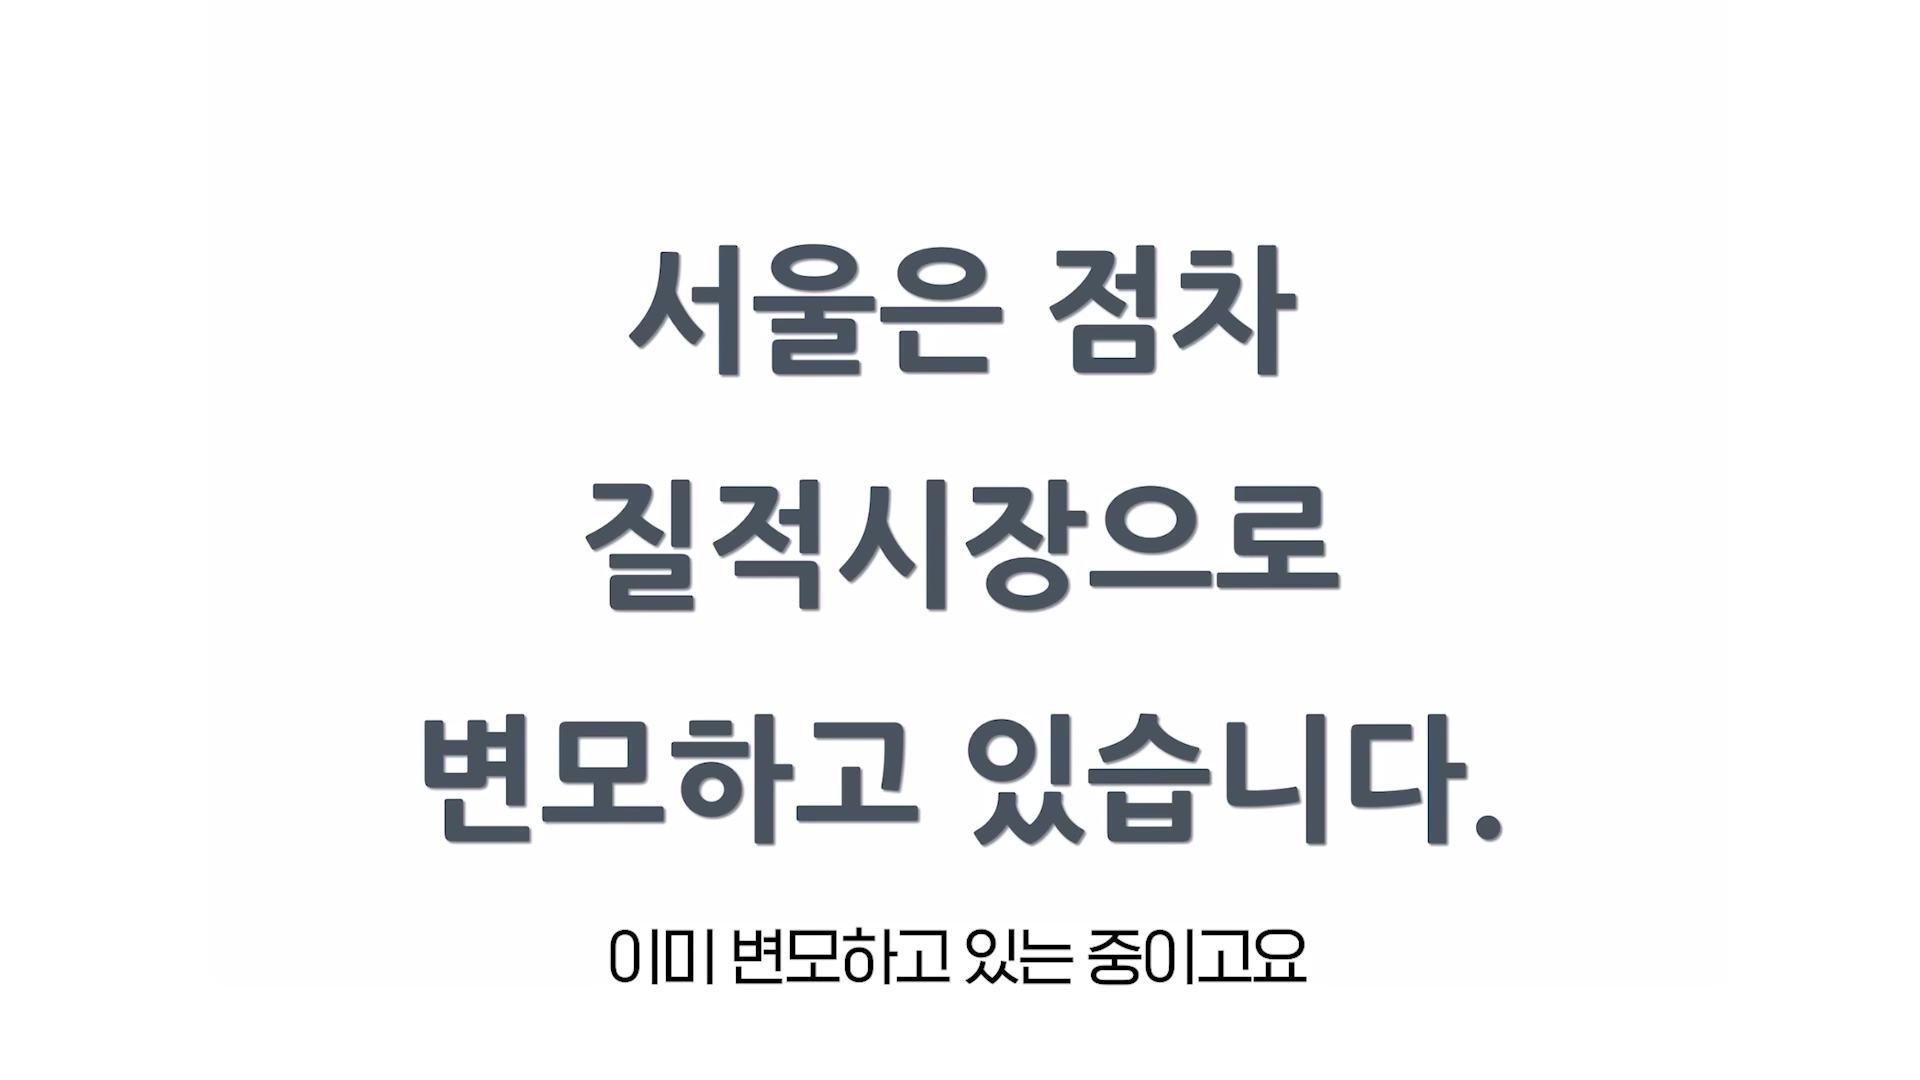 서울은 점차
질적시장으로
변모하고 있습니다.
이미 변모하고 있는 중이고요